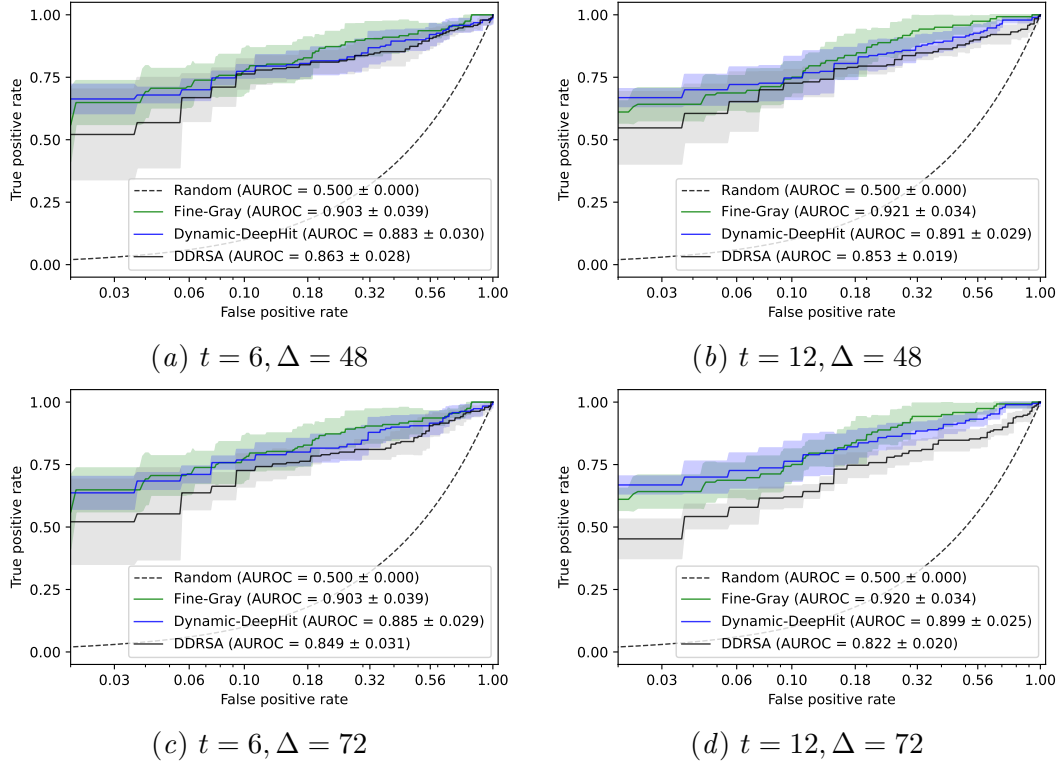 1.00
0.75
0.50
0.25
0.00
True positive rate
Random (AUROC = 0.500 ± 0.000)
Fine-Gray (AUROC = 0.903 ± 0.039)
Dynamic-DeepHit (AUROC = 0.883 ± 0.030)
DDRSA (AUROC = 0.863 ± 0.028)
0.03 0.06 0.10 0.18 0.32 0.56 1.00
False positive rate
(a) t = 6, Δ = 48
1.00
0.75
0.50
0.25
0.00
True positive rate
Random (AUROC = 0.500 ± 0.000)
Fine-Gray (AUROC = 0.921 ± 0.034)
Dynamic-DeepHit (AUROC = 0.891 ± 0.029)
DDRSA (AUROC = 0.853 ± 0.019)
0.03 0.06 0.10 0.18 0.32 0.56 1.00
False positive rate
(b) t = 12, Δ = 48
1.00
0.75
0.50
0.25
0.00
True positive rate
Random (AUROC = 0.500 ± 0.000)
Fine-Gray (AUROC = 0.903 ± 0.039)
Dynamic-DeepHit (AUROC = 0.885 ± 0.029)
DDRSA (AUROC = 0.849 ± 0.031)
0.03 0.06 0.10 0.18 0.32 0.56 1.00
False positive rate
(c) t = 6, Δ = 72
1.00
0.75
0.50
0.25
0.00
True positive rate
Random (AUROC = 0.500 ± 0.000)
Fine-Gray (AUROC = 0.920 ± 0.034)
Dynamic-DeepHit (AUROC = 0.899 ± 0.025)
DDRSA (AUROC = 0.822 ± 0.020)
0.03 0.06 0.10 0.18 0.32 0.56 1.00
False positive rate
(d) t = 12, Δ = 72